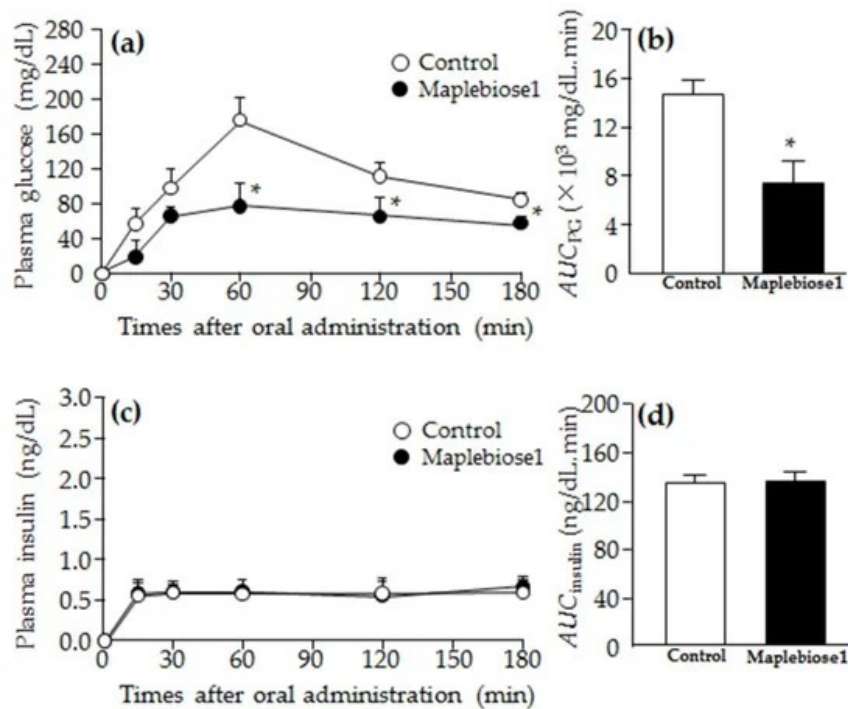 (a)
Plasma glucose (mg/dL)
280
240
200
160
120
80
40
0
Control
Maplebiose1
*
*
*
0 30 60 90 120 150 180
Times after oral administration (min)
(b)
AUCPG (×10³ mg/dL.min)
20
16
12
8
4
0
*
Control Maplebiose1
(c)
Plasma insulin (ng/dL)
3.0
2.5
2.0
1.5
1.0
0.5
0.0
Control
Maplebiose1
0 30 60 90 120 150 180
Times after oral administration (min)
(d)
AUCinsulin (ng/dL.min)
200
160
130
80
40
0
Control Maplebiose1